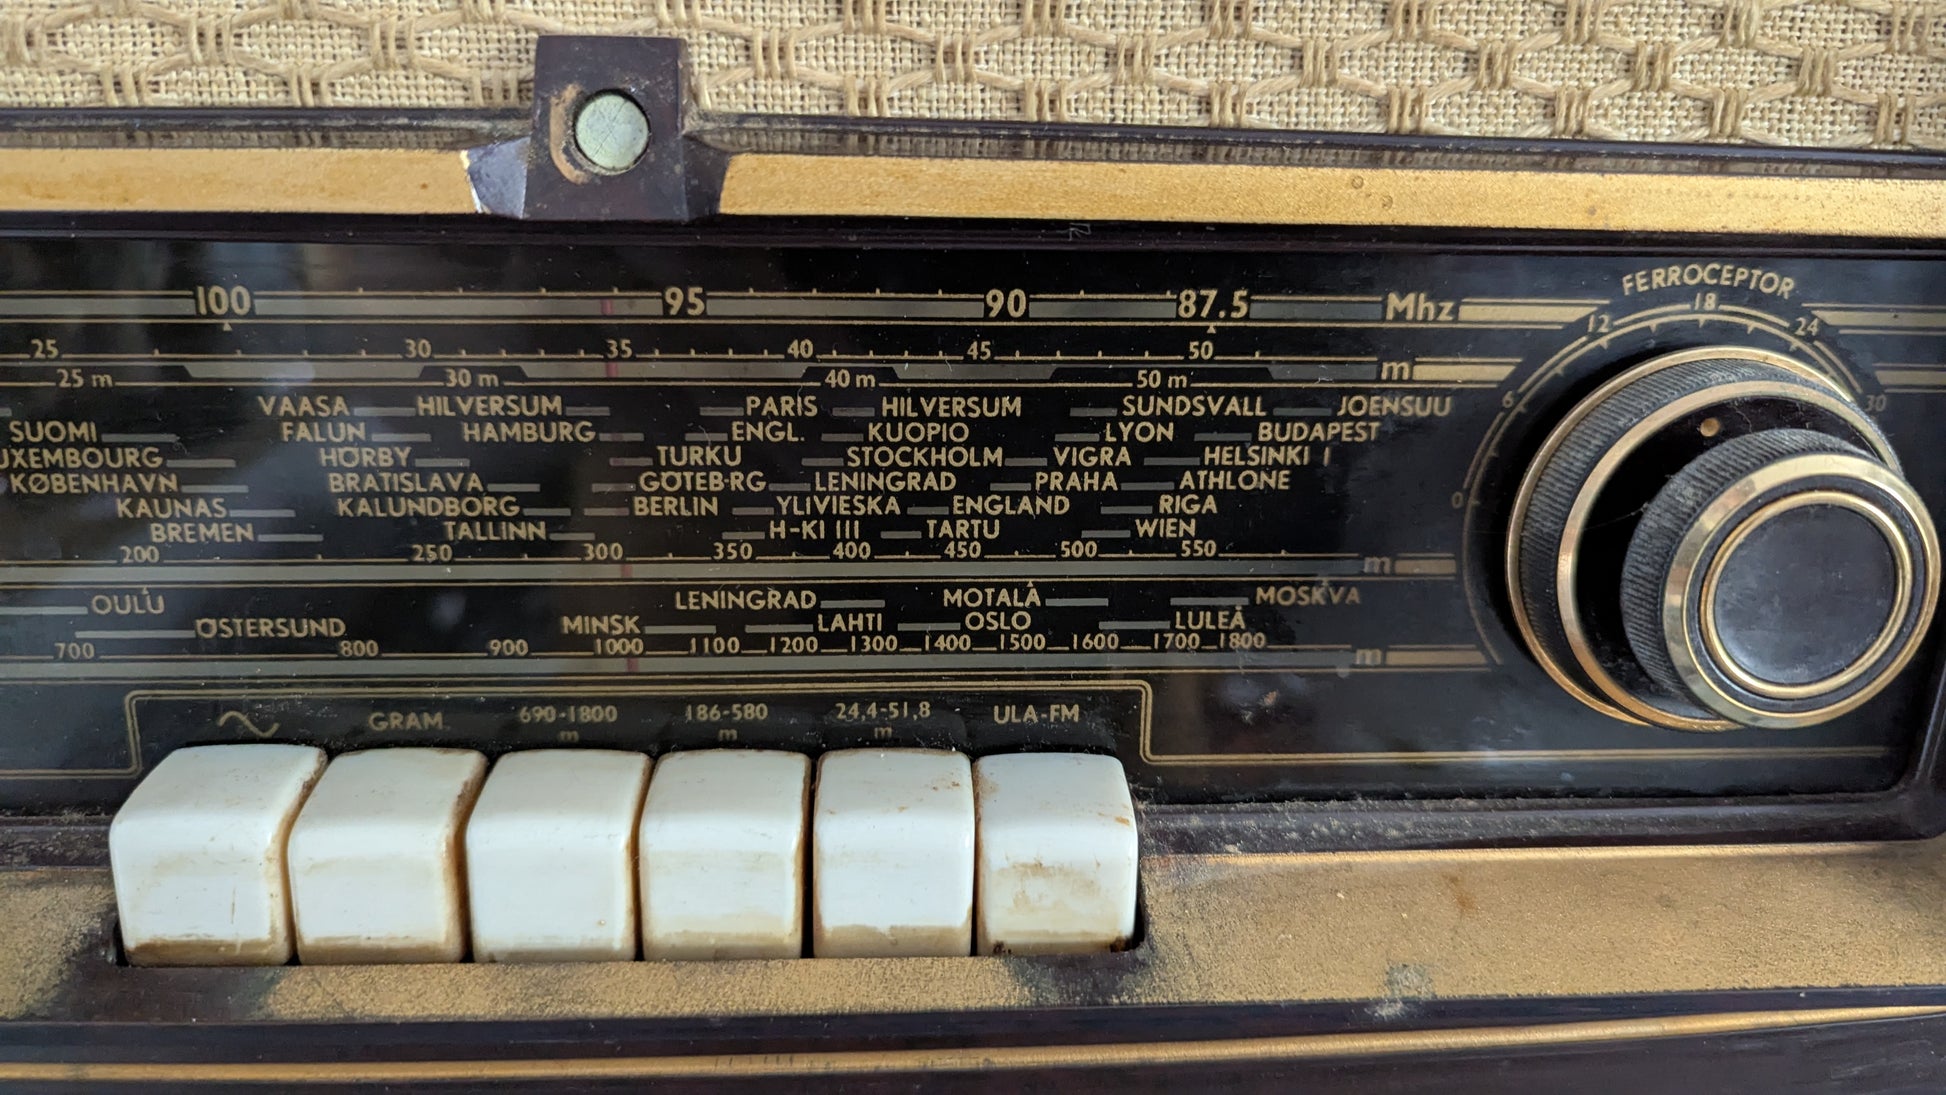 100 95 90 87.5 Mhz
25 30 35 40 45 50 m
25 m 30 m 40 m 50 m
VAASA HILVERSUM PARIS HILVERSUM SUNDSVALL JOENSUU
SUOMI FALUN HAMBURG ENGL. KUOPIO LYON BUDAPEST
UXEMBOURG HÖRBY TURKU STOCKHOLM VIGRA HELSINKI I
KØBENHAVN BRATISLAVA GÖTEB-RG LENINGRAD PRAHA ATHLONE
KAUNAS KALUNDBORG BERLIN YLIVIESKA ENGLAND RIGA
BREMEN TALLINN H-KI III TARTU WIEN
200 250 300 350 400 450 500 550 m
OULU LENINGRAD MOTALA MOSKVA
ÖSTERSUND MINSK LAHTI OSLO LULEÅ
700 800 900 1000 1100 1200 1300 1400 1500 1600 1700 1800 m
GRAM. 690-1800 m 186-580 m 24,4-51,8 m ULA-FM
FERROCEPTOR
0 6 12 18 24 30